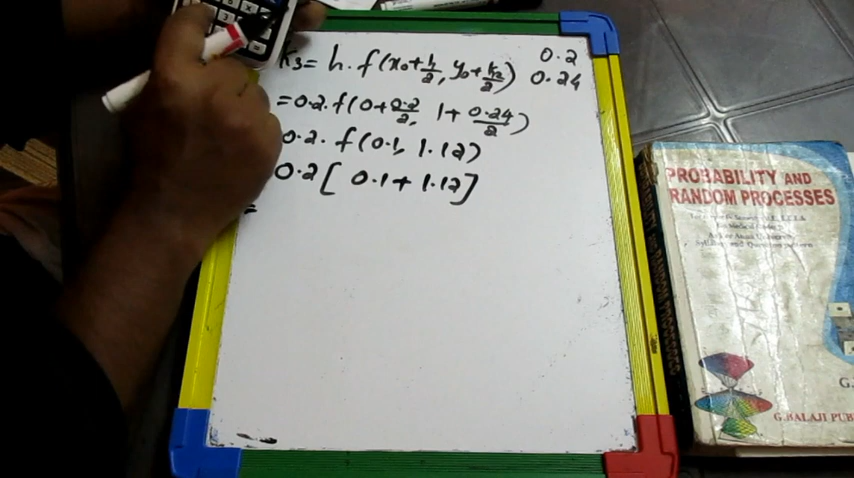 K3 = h. f(x0+h/2, y0+k2/2)
0.2
0.24
= 0.2. f(0+0.2/2, 1+0.24/2)
0.2. f(0.1, 1.12)
0.2[ 0.1 + 1.12]
=
PROBABILITY AND
RANDOM PROCESSES
G.BALAJI PUB